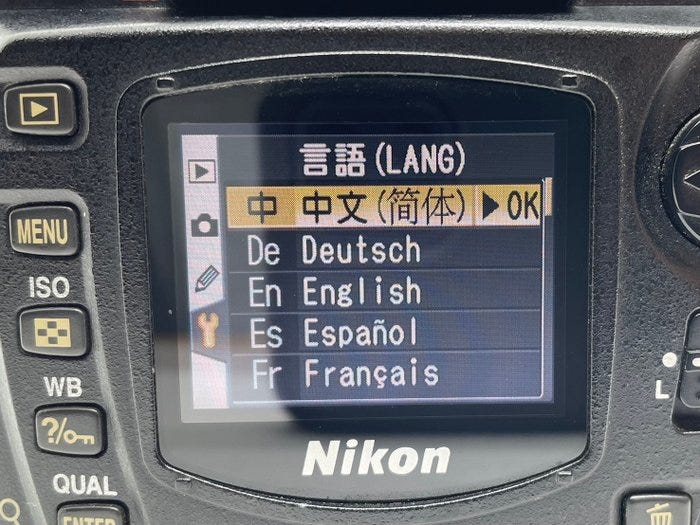 言語(LANG)
中 中文(简体) ▶OK
De Deutsch
En English
Es Español
Fr Français
Nikon
MENU
ISO
WB
?/
QUAL
ENTER
L